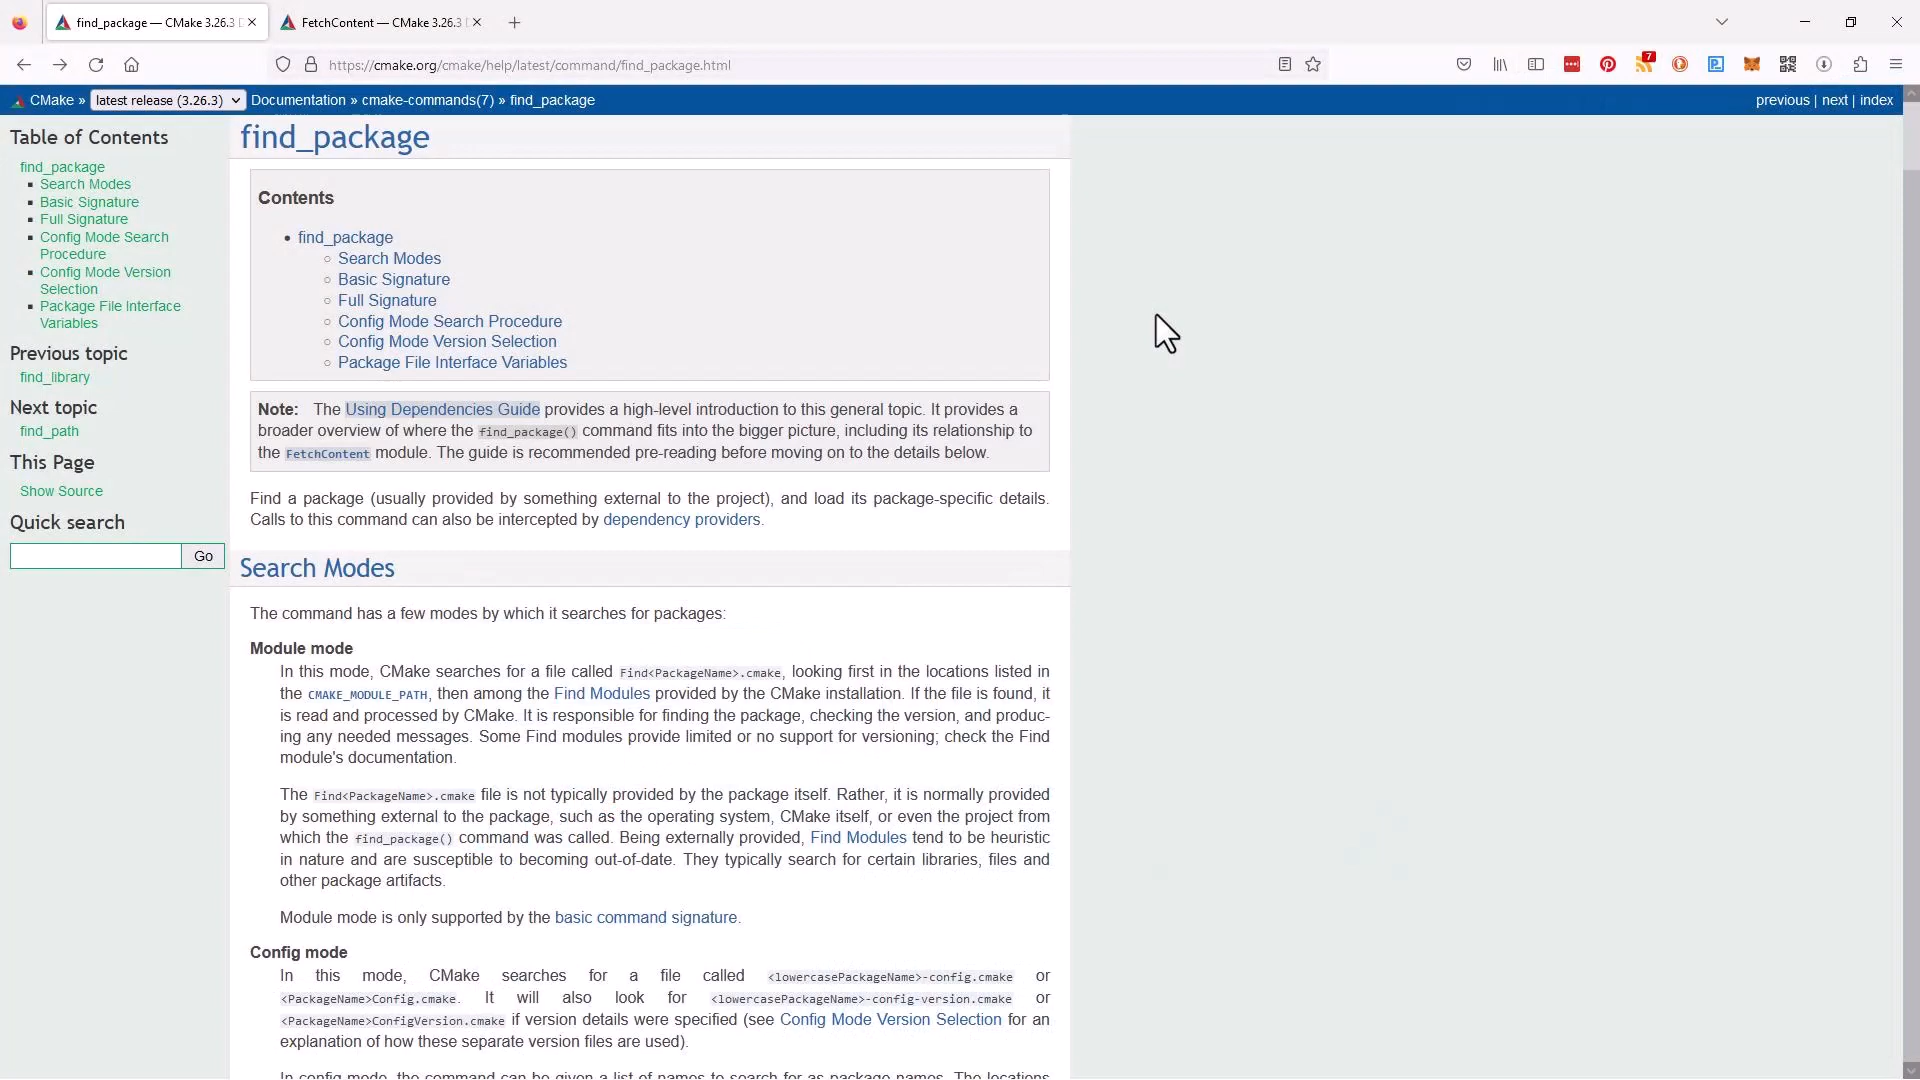 find_package — CMake 3.26.3 D
FetchContent — CMake 3.26.3 D
https://cmake.org/cmake/help/latest/command/find_package.html
7
CMake » latest release (3.26.3) Documentation » cmake-commands(7) » find_package
previous | next | index
Table of Contents
find_package
Search Modes
Basic Signature
Full Signature
Config Mode Search
Procedure
Config Mode Version
Selection
Package File Interface
Variables
Previous topic
find_library
Next topic
find_path
This Page
Show Source
Quick search
Go
find_package
Contents
• find_package
○ Search Modes
○ Basic Signature
○ Full Signature
○ Config Mode Search Procedure
○ Config Mode Version Selection
○ Package File Interface Variables
Note: The Using Dependencies Guide provides a high-level introduction to this general topic. It provides a
broader overview of where the find_package() command fits into the bigger picture, including its relationship to
the FetchContent module. The guide is recommended pre-reading before moving on to the details below.
Find a package (usually provided by something external to the project), and load its package-specific details.
Calls to this command can also be intercepted by dependency providers.
Search Modes
The command has a few modes by which it searches for packages:
Module mode
In this mode, CMake searches for a file called Find<PackageName>.cmake, looking first in the locations listed in
the CMAKE_MODULE_PATH, then among the Find Modules provided by the CMake installation. If the file is found, it
is read and processed by CMake. It is responsible for finding the package, checking the version, and produc-
ing any needed messages. Some Find modules provide limited or no support for versioning; check the Find
module's documentation.
The Find<PackageName>.cmake file is not typically provided by the package itself. Rather, it is normally provided
by something external to the package, such as the operating system, CMake itself, or even the project from
which the find_package() command was called. Being externally provided, Find Modules tend to be heuristic
in nature and are susceptible to becoming out-of-date. They typically search for certain libraries, files and
other package artifacts.
Module mode is only supported by the basic command signature.
Config mode
In this mode, CMake searches for a file called <lowercasePackageName>-config.cmake or
<PackageName>Config.cmake. It will also look for <lowercasePackageName>-config-version.cmake or
<PackageName>ConfigVersion.cmake if version details were specified (see Config Mode Version Selection for an
explanation of how these separate version files are used).
In config mode, the command can be given a list of names to search for as package names. The locations